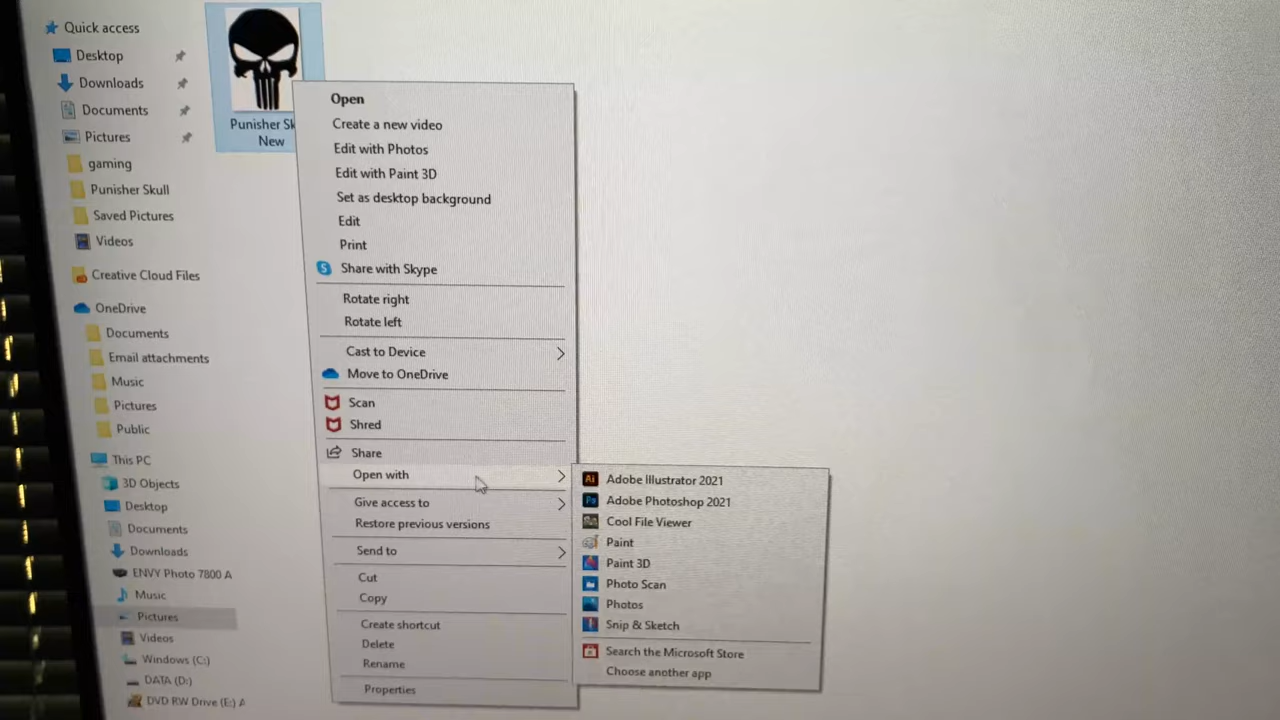 Quick access
Desktop
Downloads
Documents
Pictures
gaming
Punisher Skull
Saved Pictures
Videos
Creative Cloud Files
OneDrive
Documents
Email attachments
Music
Pictures
Public
This PC
3D Objects
Desktop
Documents
Downloads
ENVY Photo 7800 A
Music
Pictures
Videos
Windows (C:)
DATA (D:)
DVD RW Drive (E:) A
Punisher Sk
New
Open
Create a new video
Edit with Photos
Edit with Paint 3D
Set as desktop background
Edit
Print
Share with Skype
Rotate right
Rotate left
Cast to Device
Move to OneDrive
Scan
Shred
Share
Open with
Give access to
Restore previous versions
Send to
Cut
Copy
Create shortcut
Delete
Rename
Properties
Ai Adobe Illustrator 2021
Ps Adobe Photoshop 2021
Cool File Viewer
Paint
Paint 3D
Photo Scan
Photos
Snip & Sketch
Search the Microsoft Store
Choose another app